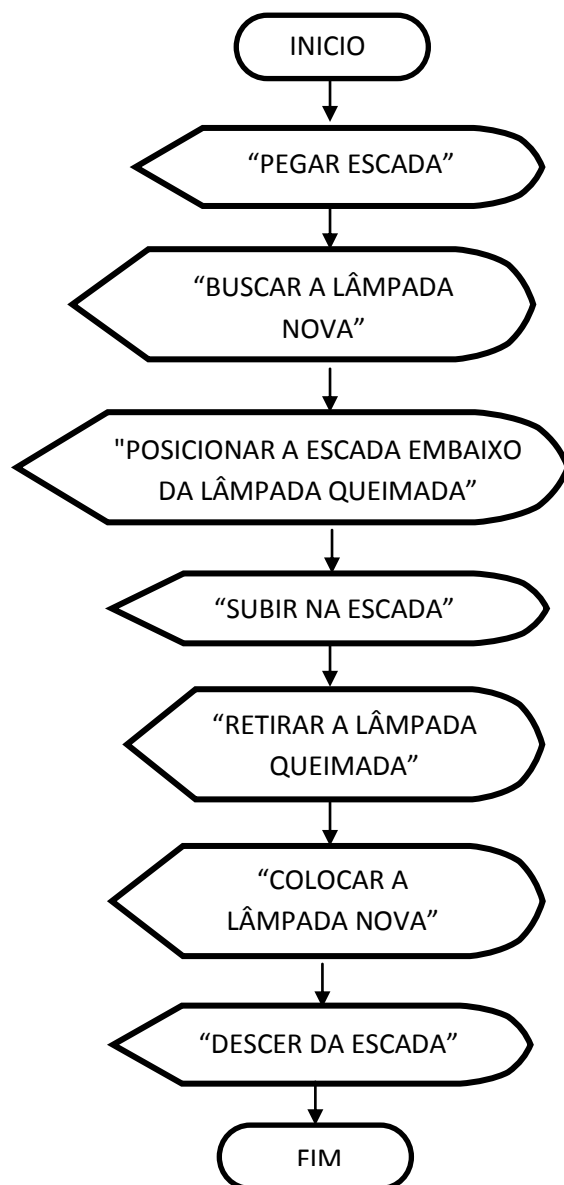 INICIO
“PEGAR ESCADA”
“BUSCAR A LÂMPADA
NOVA”
"POSICIONAR A ESCADA EMBAIXO
DA LÂMPADA QUEIMADA”
“SUBIR NA ESCADA”
“RETIRAR A LÂMPADA
QUEIMADA”
“COLOCAR A
LÂMPADA NOVA”
“DESCER DA ESCADA”
FIM